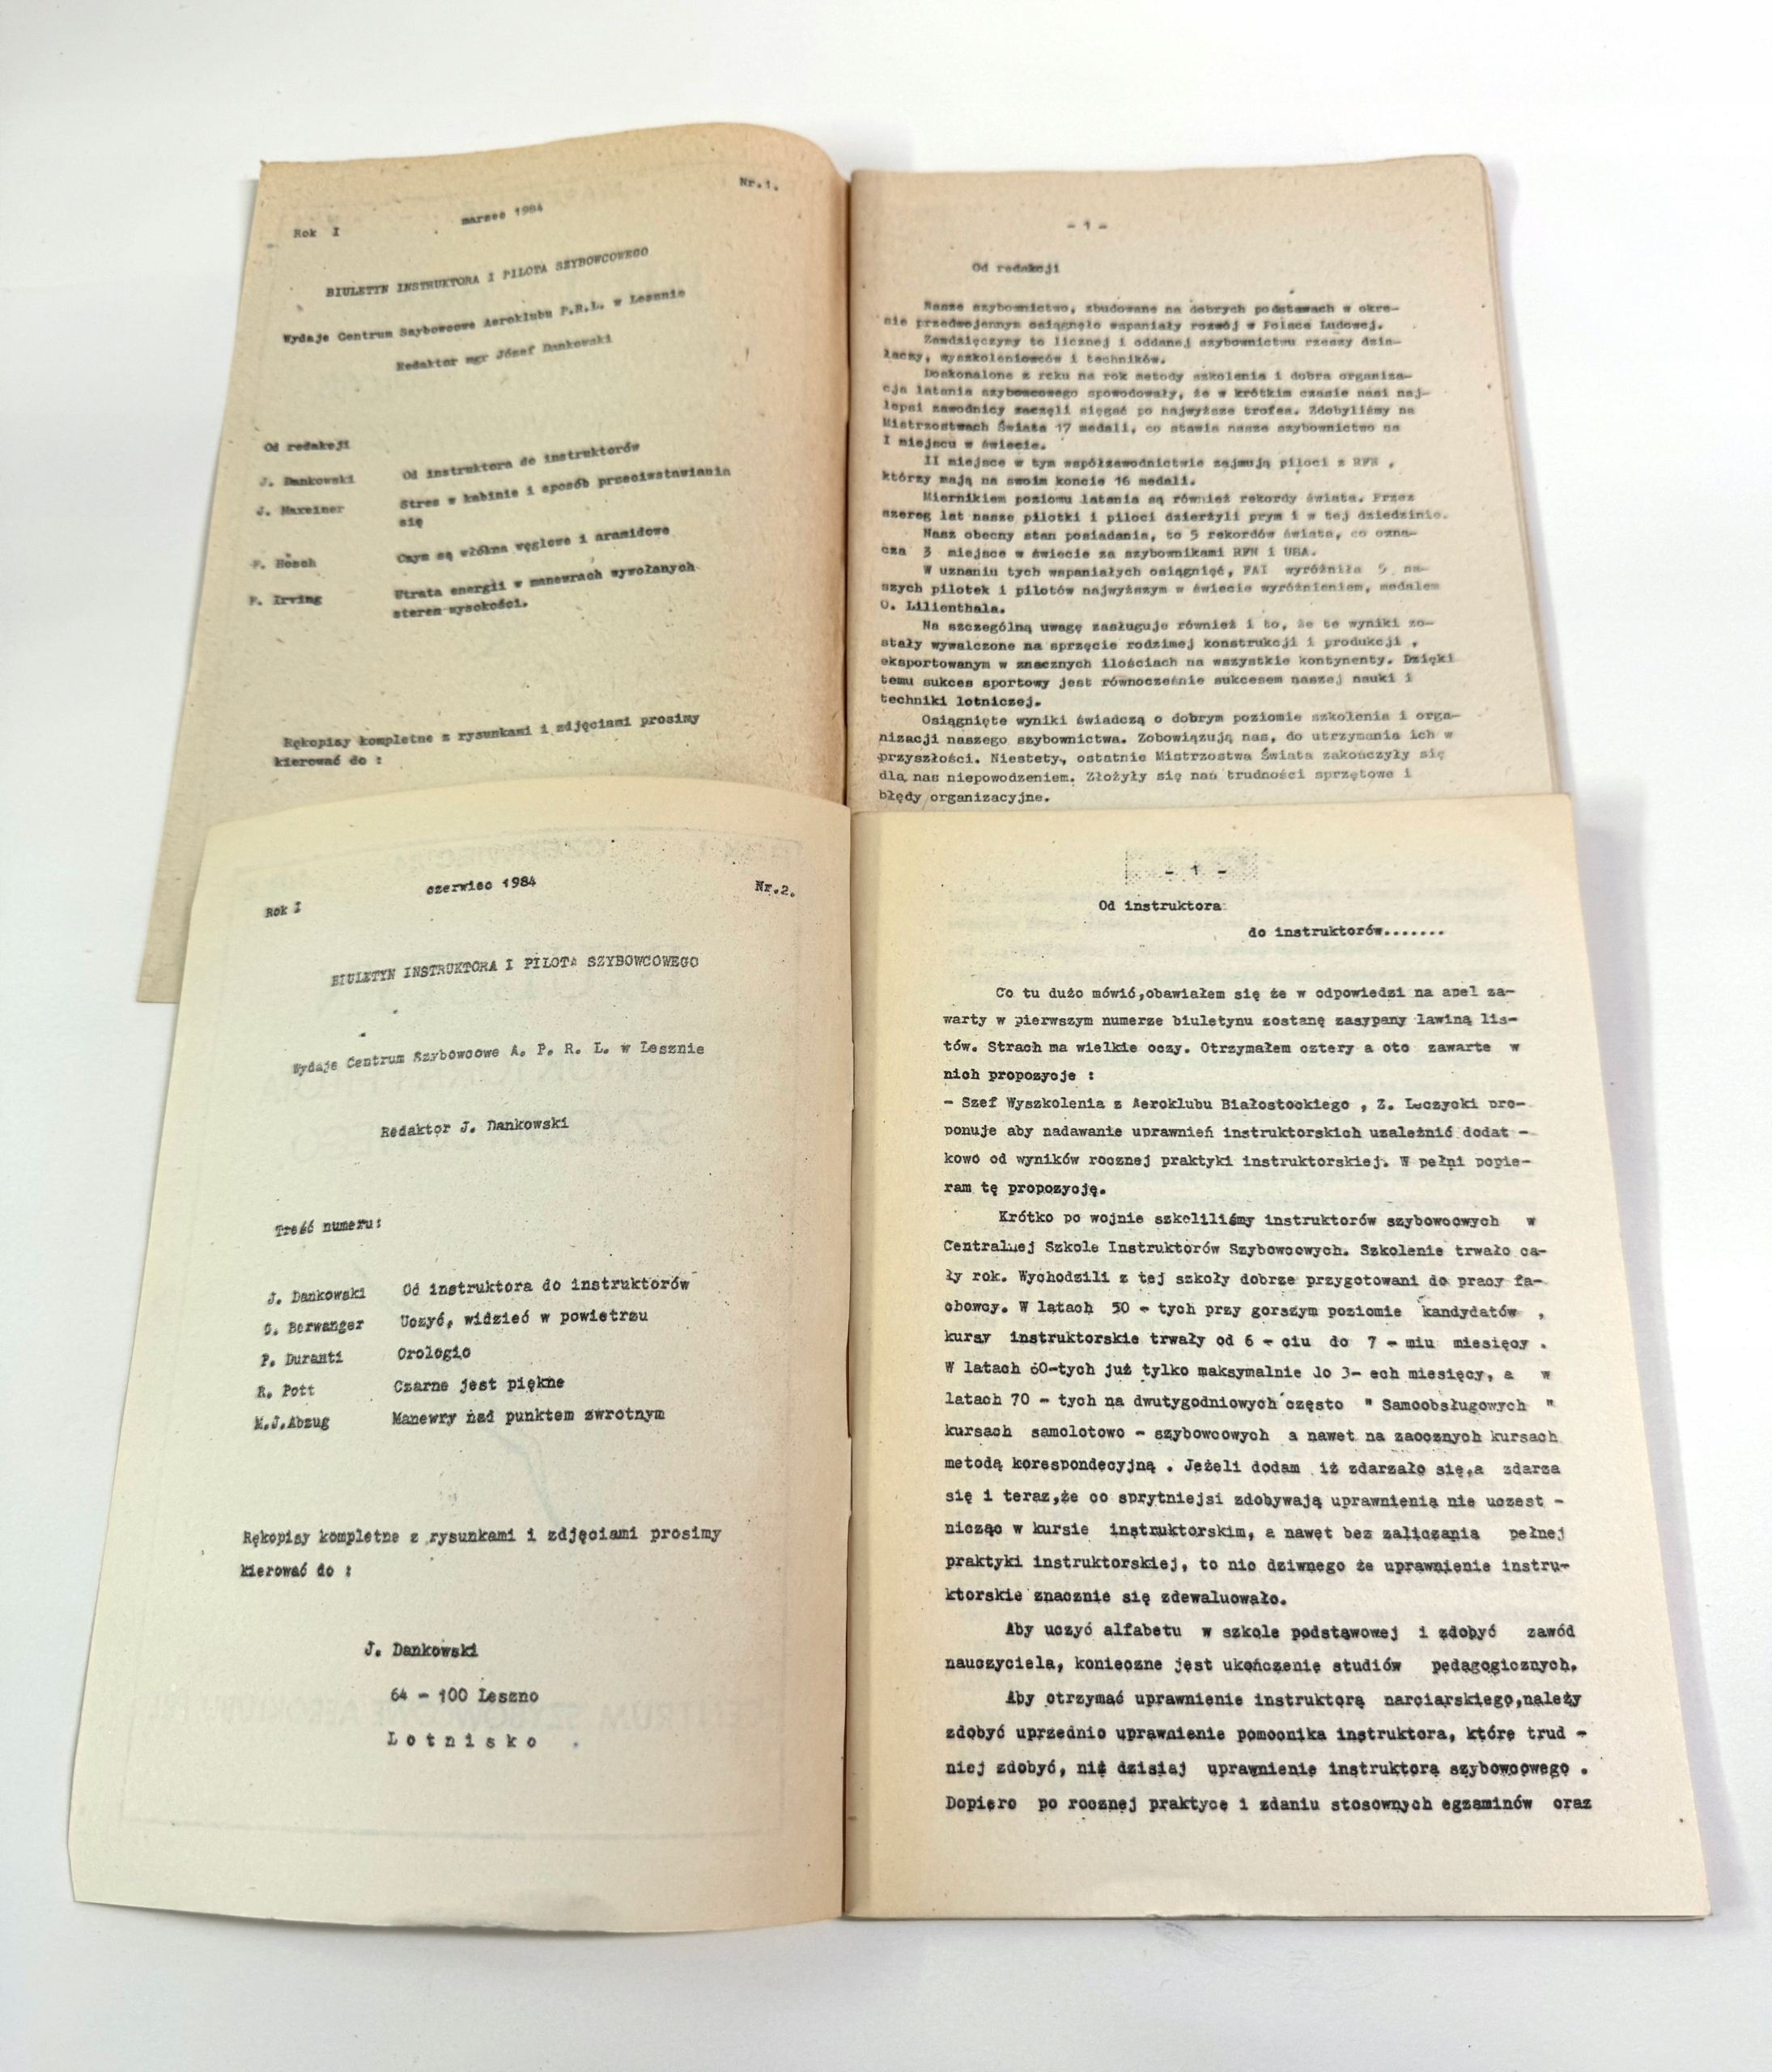 Nr.1.
marzec 1984
Rok I
BIULETYN INSTRUKTORA I PILOTA SZYBOWCOWEGO
Wydaje Centrum Szybowcowe Aeroklubu P.R.L. w Lesznie
Redaktor mgr Józef Dankowski
Od redakcji
J. Dankowski Od instruktora do instruktorów
J. Mareiner Stres w kabinie i sposób przeciwstawiania
się
F. Hosch Czym są włókna węglowe i aramidowe
F. Irving Utrata energii w manewrach wywołanych
sterem wysokości.
Rękopisy kompletne z rysunkami i zdjęciami prosimy
kierować do :
- 1 -
Od redakcji
Nasze szybownictwo, zbudowane na dobrych podstawach w okre-
sie przedwojennym osiągnęło wspaniały rozwój w Polsce Ludowej.
Zawdzięczymy to licznej i oddanej szybownictwu rzeszy dzia-
łaczy, wyszkoleniowców i techników.
Doskonalone z roku na rok metody szkolenia i dobra organiza-
cja latania szybowcowego spowodowały, że w krótkim czasie nasi naj-
lepsi zawodnicy zaczęli sięgać po najwyższe trofea. Zdobyliśmy na
Mistrzostwach Świata 17 medali, co stawia nasze szybownictwo na
I miejscu w świecie.
II miejsce w tym współzawodnictwie zajmują piloci z RFN ,
którzy mają na swoim koncie 16 medali.
Miernikiem poziomu latania są również rekordy świata. Przez
szereg lat nasze pilotki i piloci dzierżyli prym i w tej dziedzinie.
Nasz obecny stan posiadania, to 5 rekordów świata, co ozna-
cza 3 miejsce w świecie za szybownikami RFN i USA.
W uznaniu tych wspaniałych osiągnięć, FAI wyróżniła 5 na-
szych pilotek i pilotów najwyższym w świecie wyróżnieniem, medalem
O. Lilienthala.
Na szczególną uwagę zasługuje również i to, że te wyniki zo-
stały wywalczone na sprzęcie rodzimej konstrukcji i produkcji ,
eksportowanym w znacznych ilościach na wszystkie kontynenty. Dzięki
temu sukces sportowy jest równocześnie sukcesem naszej nauki i
techniki lotniczej.
Osiągnięte wyniki świadczą o dobrym poziomie szkolenia i orga-
nizacji naszego szybownictwa. Zobowiązują nas, do utrzymania ich w
przyszłości. Niestety, ostatnie Mistrzostwa Świata zakończyły się
dla nas niepowodzeniem. Złożyły się nań trudności sprzętowe i
błędy organizacyjne.
czerwiec 1984 Nr.2.
Rok I
BIULETYN INSTRUKTORA I PILOTA SZYBOWCOWEGO
Wydaje Centrum Szybowcowe A. P. R. L. w Lesznie
Redaktor J. Dankowski
Treść numeru:
J. Dankowski Od instruktora do instruktorów
G. Berwanger Uczyć, widzieć w powietrzu
P. Duranti Orologio
R. Pott Czarne jest piękne
M.J.Abzug Manewry nad punktem zwrotnym
Rękopisy kompletne z rysunkami i zdjęciami prosimy
kierować do :
J. Dankowski
64 - 100 Leszno
L o t n i s k o
- 1 -
Od instruktora
do instruktorów.......
Co tu dużo mówić,obawiałem się że w odpowiedzi na apel za-
warty w pierwszym numerze biuletynu zostanę zasypany lawiną lis-
tów. Strach ma wielkie oczy. Otrzymałem cztery a oto zawarte w
nich propozycje :
- Szef Wyszkolenia z Aeroklubu Białostockiego , Z. Łuczycki pro-
ponuje aby nadawanie uprawnień instruktorskich uzależnić dodat -
kowo od wyników rocznej praktyki instruktorskiej. W pełni popie-
ram tę propozycję.
Krótko po wojnie szkoliliśmy instruktorów szybowcowych w
Centralnej Szkole Instruktorów Szybowcowych. Szkolenie trwało ca-
ły rok. Wychodzili z tej szkoły dobrze przygotowani do pracy fa-
chowcy. W latach 50 - tych przy gorszym poziomie kandydatów ,
kursy instruktorskie trwały od 6 - ciu do 7 - miu miesięcy .
W latach 60-tych już tylko maksymalnie do 3- ech miesięcy, a w
latach 70 - tych na dwutygodniowych często " Samoobsługowych "
kursach samolotowo - szybowcowych a nawet na zaocznych kursach
metodą korespondecyjną . Jeżeli dodam iż zdarzało się,a zdarza
się i teraz,że co sprytniejsi zdobywają uprawnienia nie uczest -
nicząc w kursie instruktorskim, a nawet bez zaliczania pełnej
praktyki instruktorskiej, to nic dziwnego że uprawnienie instru-
ktorskie znacznie się zdewaluowało.
Aby uczyć alfabetu w szkole podstawowej i zdobyć zawód
nauczyciela, konieczne jest ukończenie studiów pedagogicznych.
Aby otrzymać uprawnienie instruktora narciarskiego,należy
zdobyć uprzednio uprawnienie pomocnika instruktora, które trud -
niej zdobyć, niż dzisiaj uprawnienie instruktora szybowcowego .
Dopiero po rocznej praktyce i zdaniu stosownych egzaminów oraz